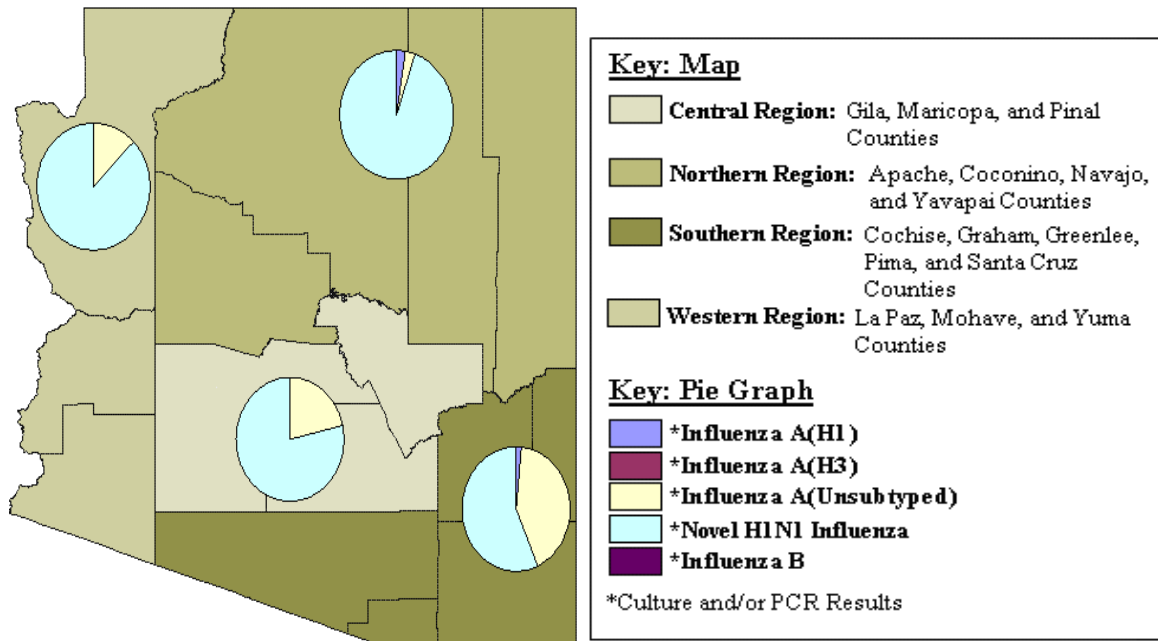 Key: Map
Central Region: Gila, Maricopa, and Pinal
Counties
Northern Region: Apache, Coconino, Navajo,
and Yavapai Counties
Southern Region: Cochise, Graham, Greenlee,
Pima, and Santa Cruz
Counties
Western Region: La Paz, Mohave, and Yuma
Counties
Key: Pie Graph
*Influenza A(H1)
*Influenza A(H3)
*Influenza A(Unsubtyped)
*Novel H1N1 Influenza
*Influenza B
*Culture and/or PCR Results